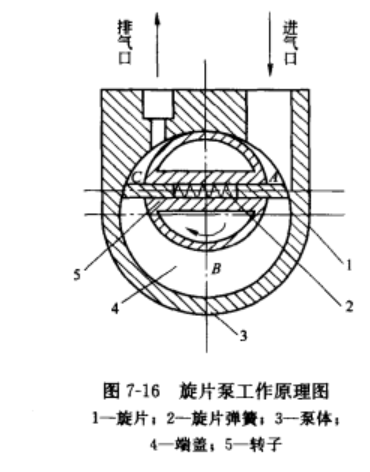 排气口
进气口
C
A
B
5
4
3
1
2
图 7-16 旋片泵工作原理图
1—旋片；2—旋片弹簧；3—泵体；
4—端盖；5—转子